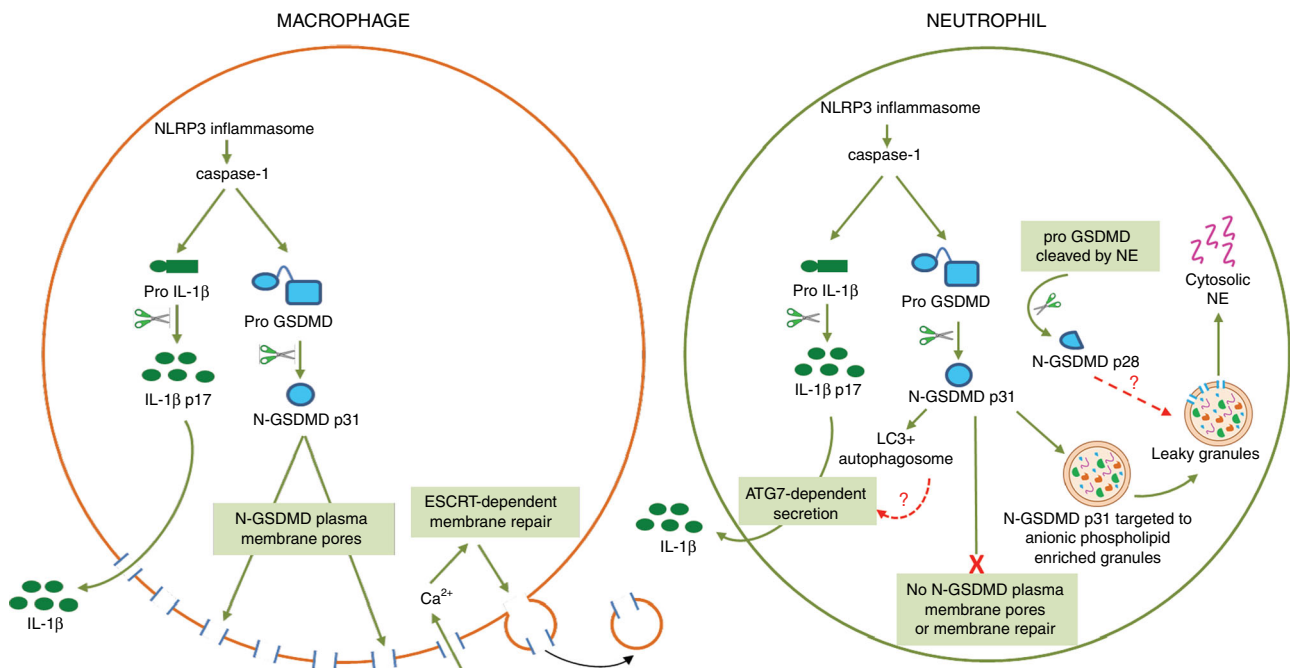 MACROPHAGE
NLRP3 inflammasome
caspase-1
Pro IL-1β
Pro GSDMD
IL-1β p17
N-GSDMD p31
N-GSDMD plasma
membrane pores
ESCRT-dependent
membrane repair
Ca²⁺
IL-1β
NEUTROPHIL
NLRP3 inflammasome
caspase-1
Pro IL-1β
Pro GSDMD
IL-1β p17
N-GSDMD p31
pro GSDMD
cleaved by NE
N-GSDMD p28
?
Cytosolic
NE
Leaky granules
LC3+
autophagosome
?
ATG7-dependent
secretion
IL-1β
N-GSDMD p31 targeted to
anionic phospholipid
enriched granules
X
No N-GSDMD plasma
membrane pores
or membrane repair